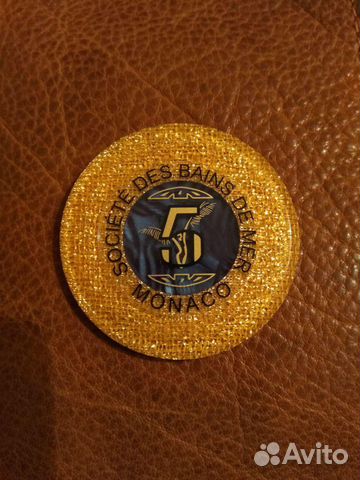 SOCIÉTÉ DES BAINS DE MER
5
MONACO
Avito